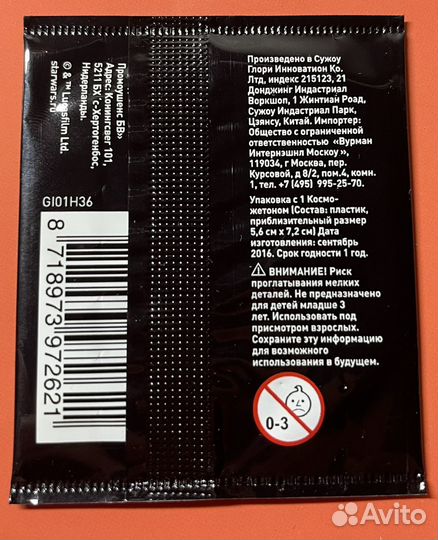 Произведено в Сужоу
Глори Инноватион Ко.
Лтд, индекс 215123, 21
Донджинг Индастриал
Воркшоп, 1 Жинтиан Роад,
Сужоу Индастриал Парк,
Цзянсу, Китай. Импортер:
Общество с ограниченной
ответственностью «Вурман
Интернэшнл Москоу »,
119034, г Москва, пер.
Курсовой, д 8/2, пом.4, комн.
1, тел. +7 (495) 995-25-70.
Упаковка с 1 Космо-
жетоном (Состав: пластик,
приблизительный размер
5,6 см х 7,2 см) Дата
изготовления: сентябрь
2016. Срок годности 1 год.
ВНИМАНИЕ! Риск
проглатывания мелких
деталей. Не предназначено
для детей младше 3
лет. Использовать под
присмотром взрослых.
Сохраните эту информацию
для возможного
использования в будущем.
0-3
Промоушенс БВ»
Адрес: Конингсвег 101,
5211 БХ 'с-Хертогенбос,
Нидерланды.
© & ™ Lucasfilm Ltd.
starwars.ru
GI01H36
8 718973 972621
Avito